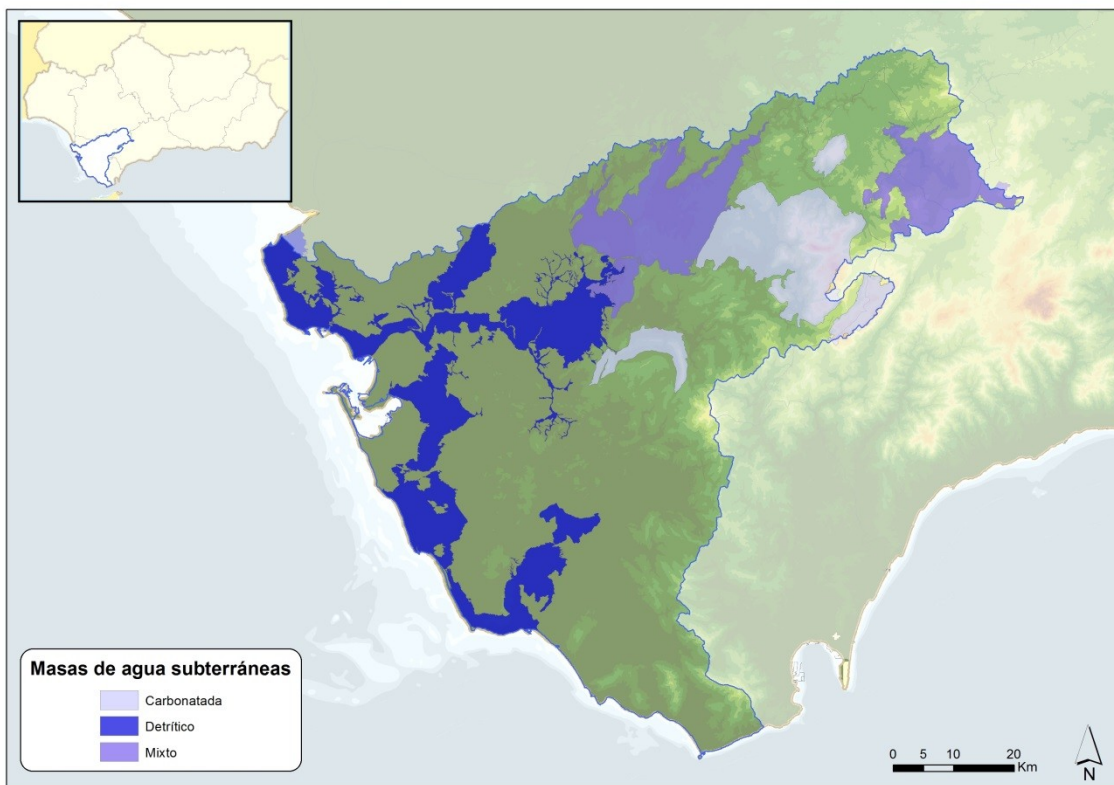 Masas de agua subterráneas
Carbonatada
Detrítico
Mixto
0 5 10 20
Km
N